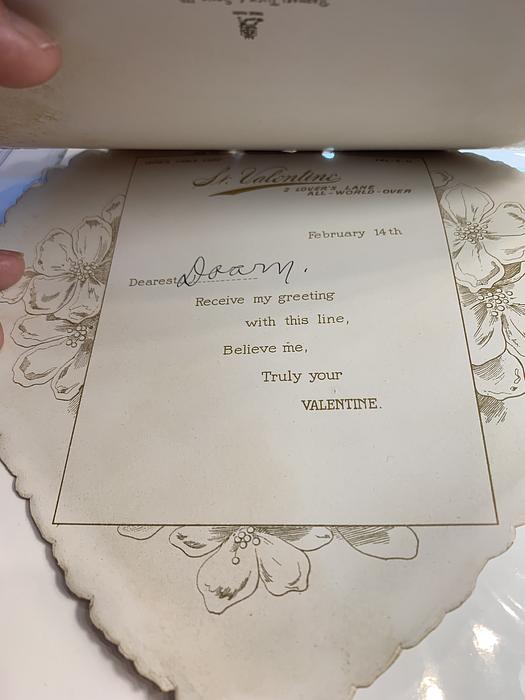 St. Valentine
2 LOVER'S LANE
ALL-WORLD-OVER
February 14th
Dearest Doam.
Receive my greeting
with this line,
Believe me,
Truly your
VALENTINE.